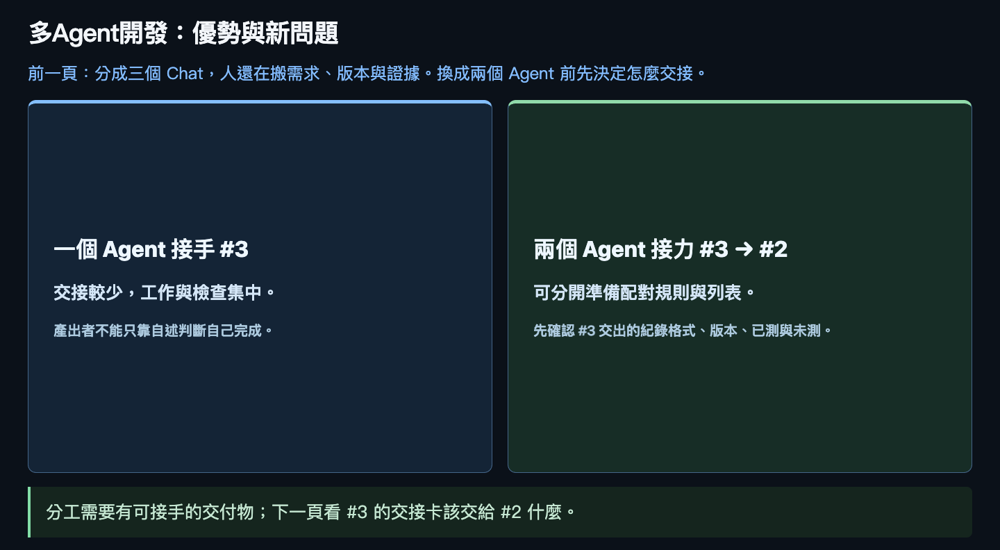 多Agent開發：優勢與新問題
前一頁：分成三個 Chat，人還在搬需求、版本與證據。換成兩個 Agent 前先決定怎麼交接。
一個 Agent 接手 #3
交接較少，工作與檢查集中。
產出者不能只靠自述判斷自己完成。
兩個 Agent 接力 #3 → #2
可分開準備配對規則與列表。
先確認 #3 交出的紀錄格式、版本、已測與未測。
分工需要有可接手的交付物；下一頁看 #3 的交接卡該交給 #2 什麼。